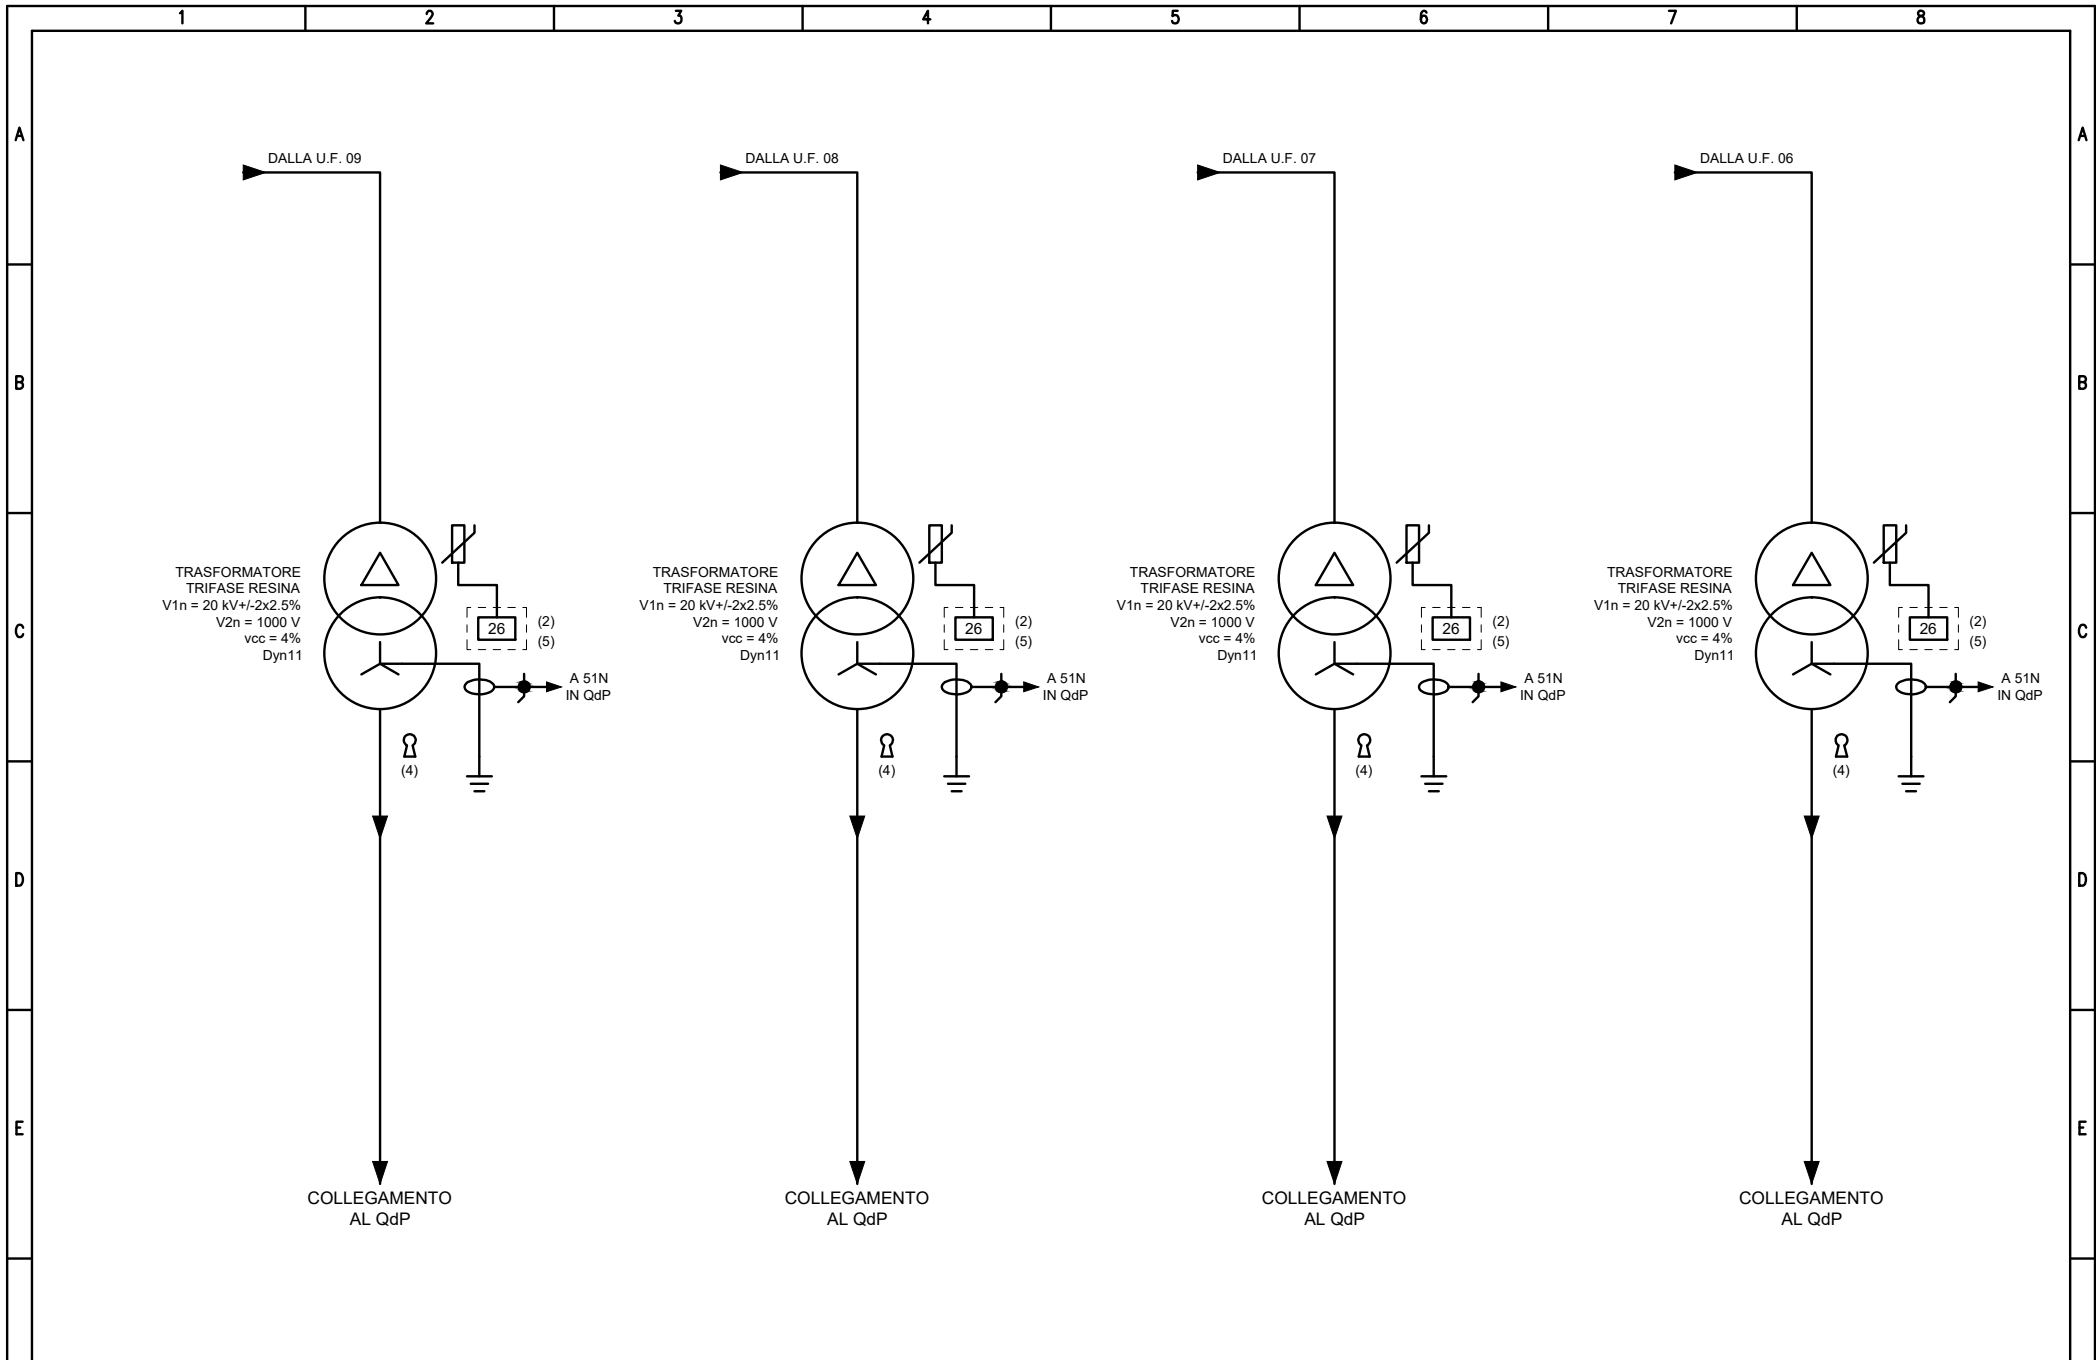 1 2 3 4 5 6 7 8
A A
DALLA U.F. 09
DALLA U.F. 08
DALLA U.F. 07
DALLA U.F. 06
B B
C C
TRASFORMATORE
TRIFASE RESINA
V1n = 20 kV+/-2x2.5%
V2n = 1000 V
vcc = 4%
Dyn11
26
(2)
(5)
A 51N
IN QdP
(4)
TRASFORMATORE
TRIFASE RESINA
V1n = 20 kV+/-2x2.5%
V2n = 1000 V
vcc = 4%
Dyn11
26
(2)
(5)
A 51N
IN QdP
(4)
TRASFORMATORE
TRIFASE RESINA
V1n = 20 kV+/-2x2.5%
V2n = 1000 V
vcc = 4%
Dyn11
26
(2)
(5)
A 51N
IN QdP
(4)
TRASFORMATORE
TRIFASE RESINA
V1n = 20 kV+/-2x2.5%
V2n = 1000 V
vcc = 4%
Dyn11
26
(2)
(5)
A 51N
IN QdP
(4)
D D
E E
COLLEGAMENTO
AL QdP
COLLEGAMENTO
AL QdP
COLLEGAMENTO
AL QdP
COLLEGAMENTO
AL QdP